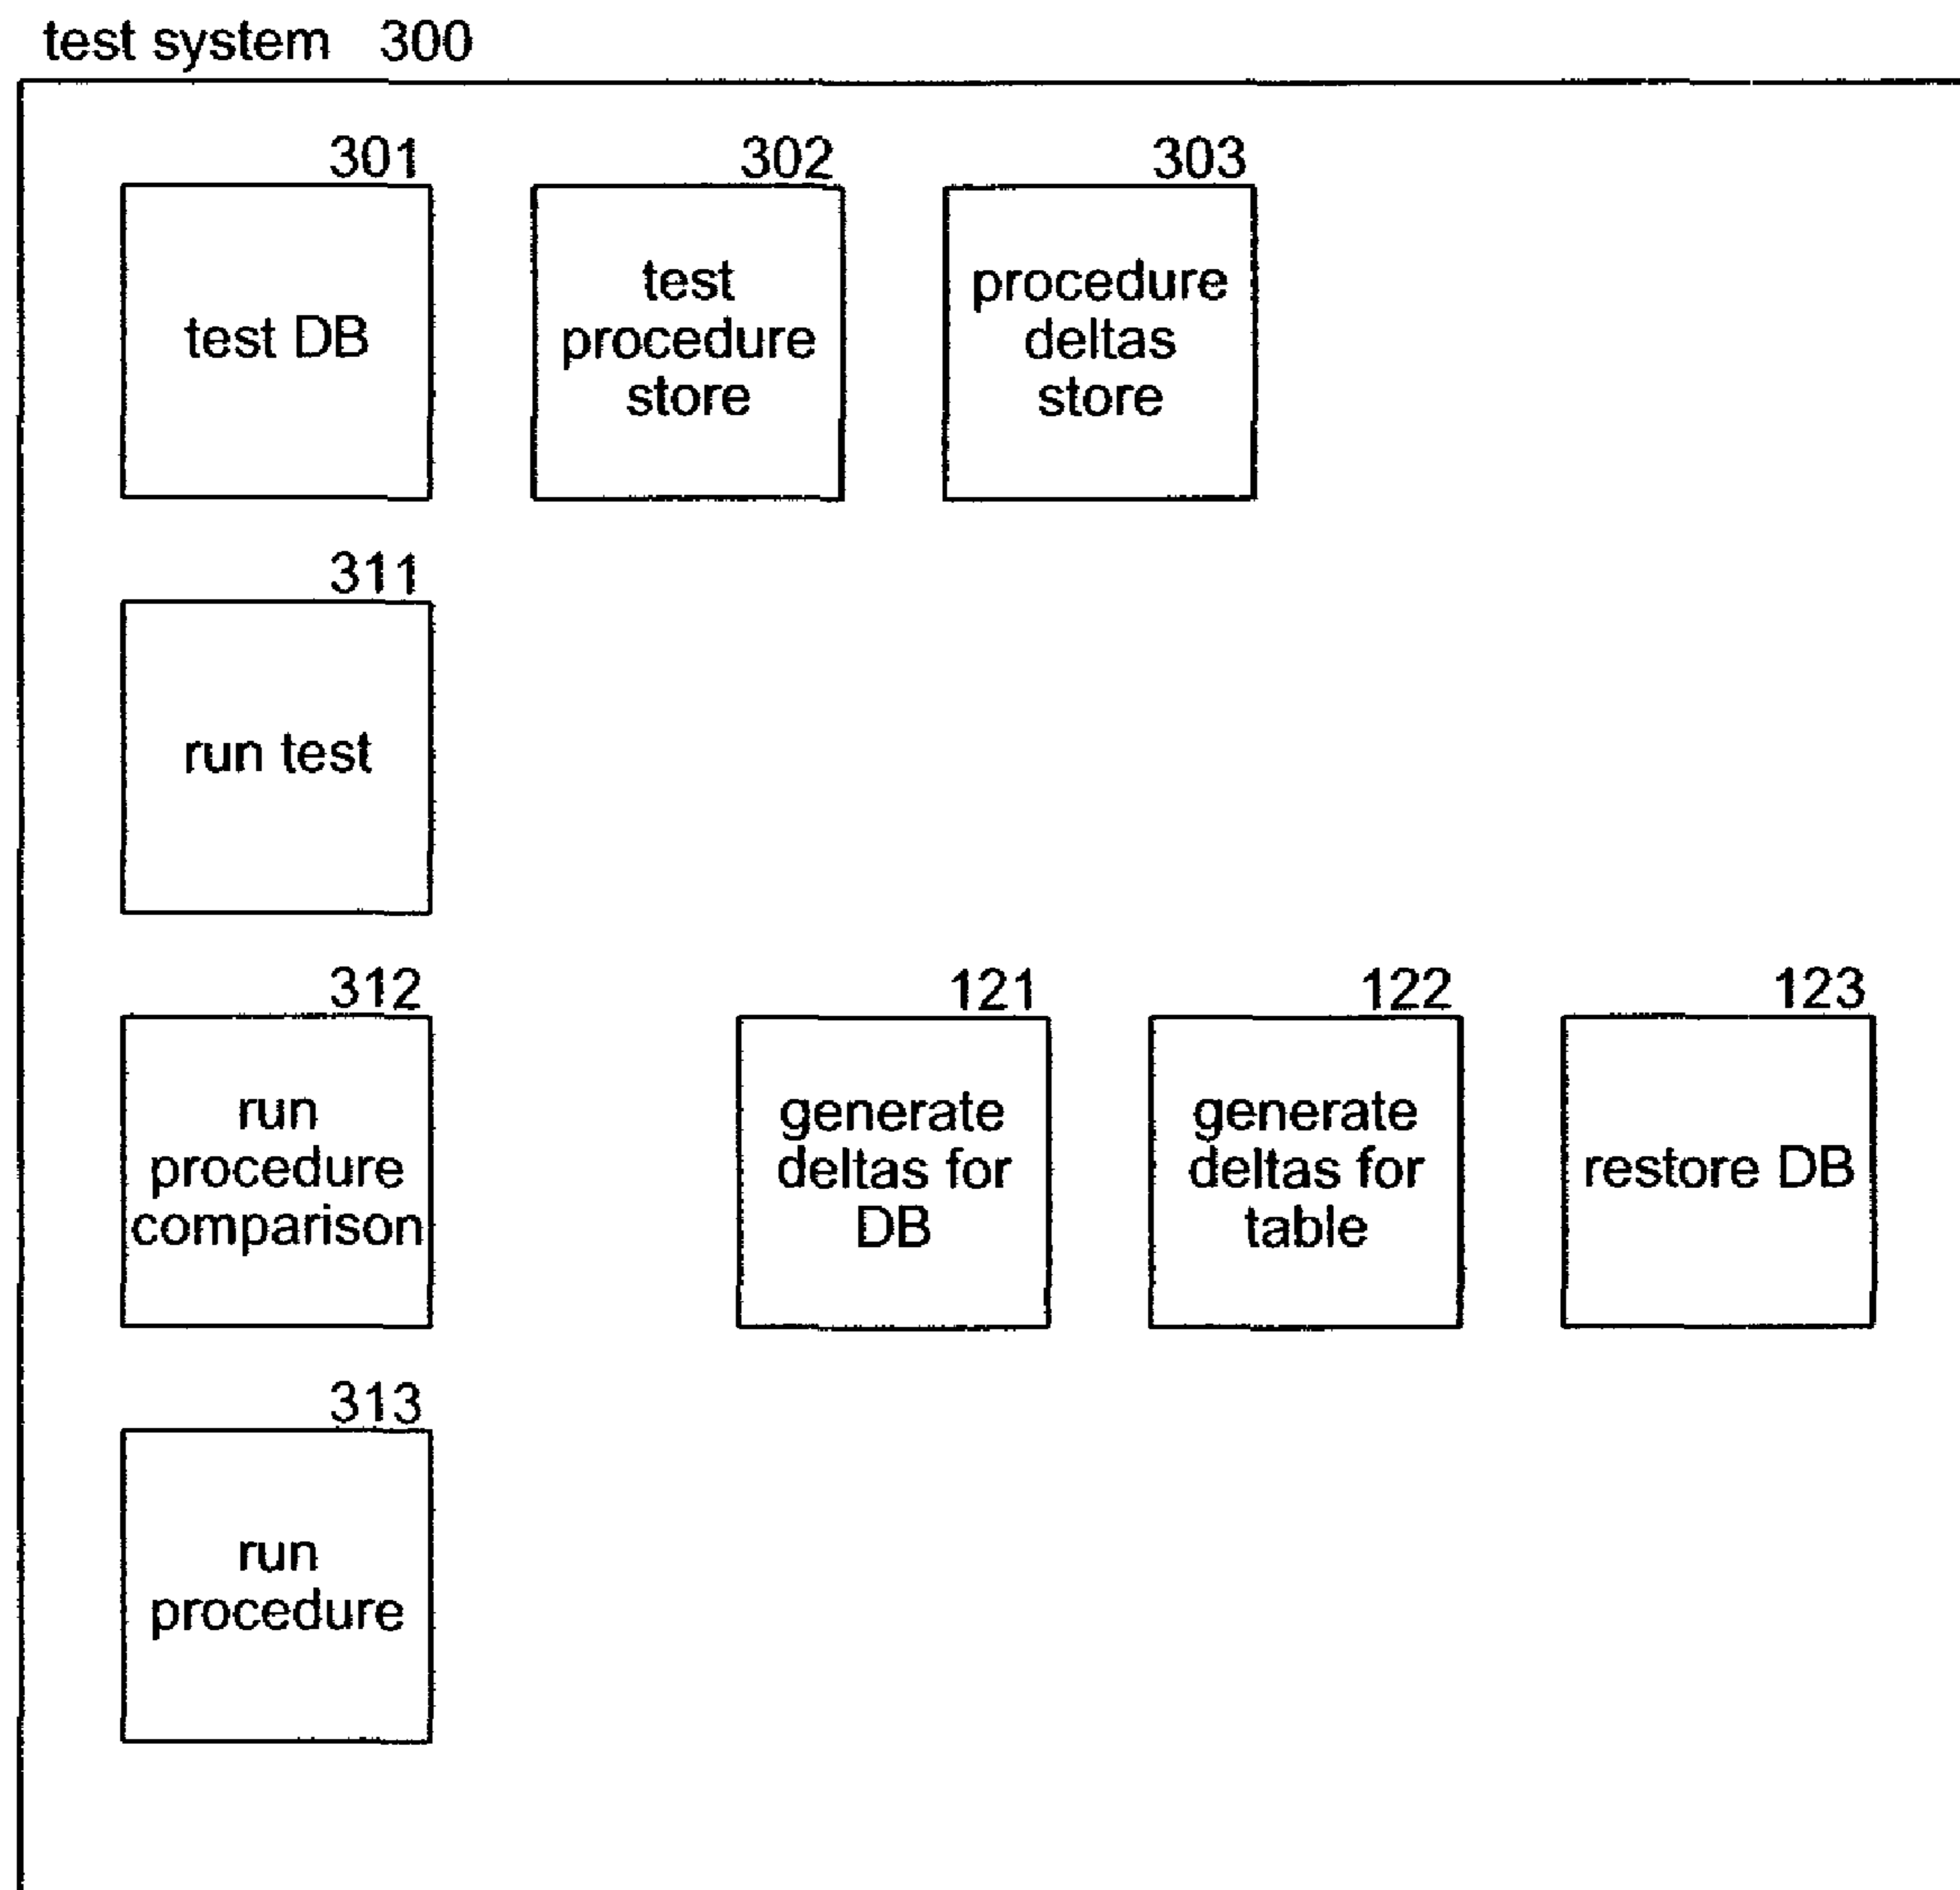 test system 300
301
test DB
302
test
procedure
store
303
procedure
deltas
store
311
run test
312
run
procedure
comparison
121
generate
deltas for
DB
122
generate
deltas for
table
123
restore DB
313
run
procedure